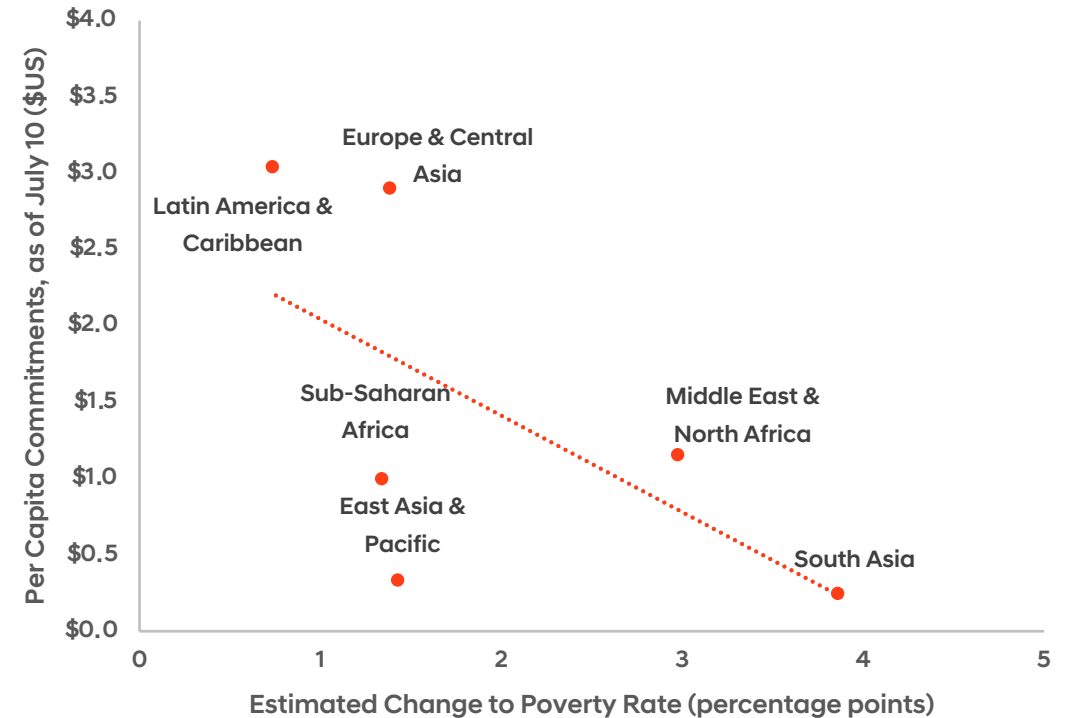 Per Capita Commitments, as of July 10 ($US)
$4.0
$3.5
$3.0
$2.5
$2.0
$1.5
$1.0
$0.5
$0.0
Europe & Central
Asia
Latin America &
Caribbean
Sub-Saharan
Africa
Middle East &
North Africa
East Asia &
Pacific
South Asia
0
1
2
3
4
5
Estimated Change to Poverty Rate (percentage points)